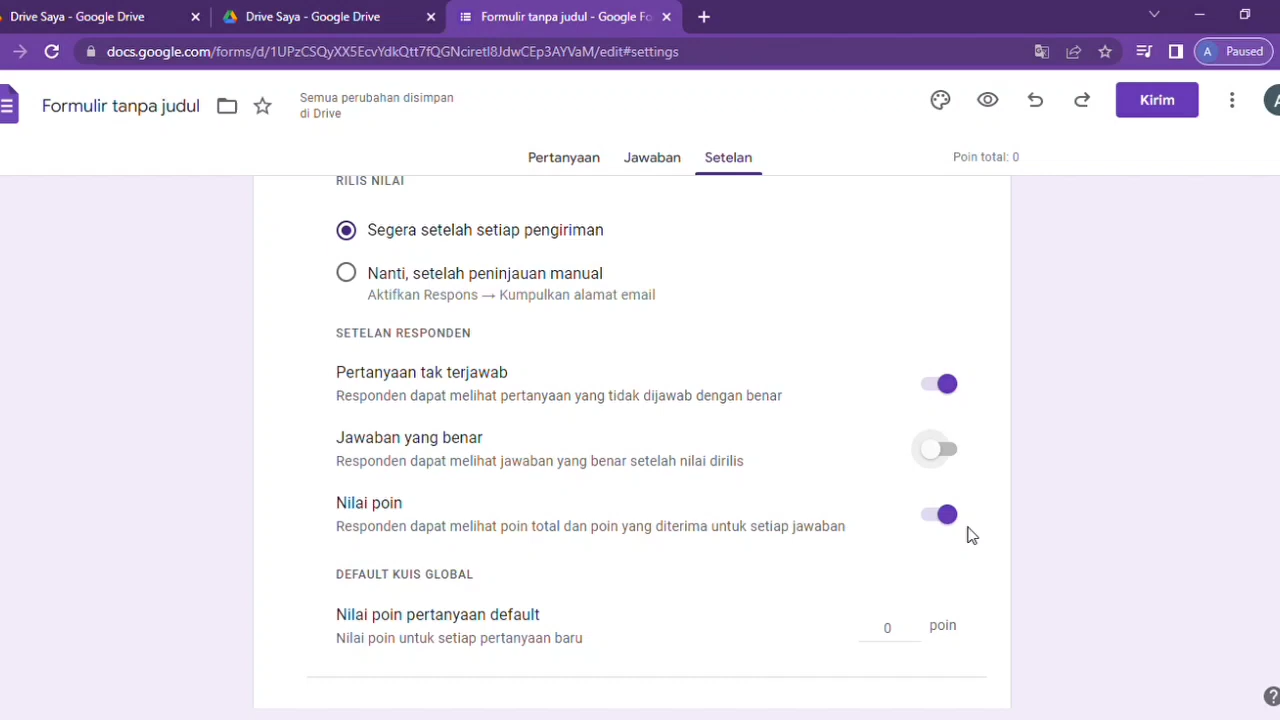 Drive Saya - Google Drive
Drive Saya - Google Drive
Formulir tanpa judul - Google Fo
docs.google.com/forms/d/1UPzCSQyXX5EcvYdkQtt7fQGNciretI8JdwCEp3AYVaM/edit#settings
A Paused
Formulir tanpa judul
Semua perubahan disimpan
di Drive
Kirim
A
Pertanyaan
Jawaban
Setelan
Poin total: 0
RILIS NILAI
Segera setelah setiap pengiriman
Nanti, setelah peninjauan manual
Aktifkan Respons → Kumpulkan alamat email
SETELAN RESPONDEN
Pertanyaan tak terjawab
Responden dapat melihat pertanyaan yang tidak dijawab dengan benar
Jawaban yang benar
Responden dapat melihat jawaban yang benar setelah nilai dirilis
Nilai poin
Responden dapat melihat poin total dan poin yang diterima untuk setiap jawaban
DEFAULT KUIS GLOBAL
Nilai poin pertanyaan default
Nilai poin untuk setiap pertanyaan baru
0 poin